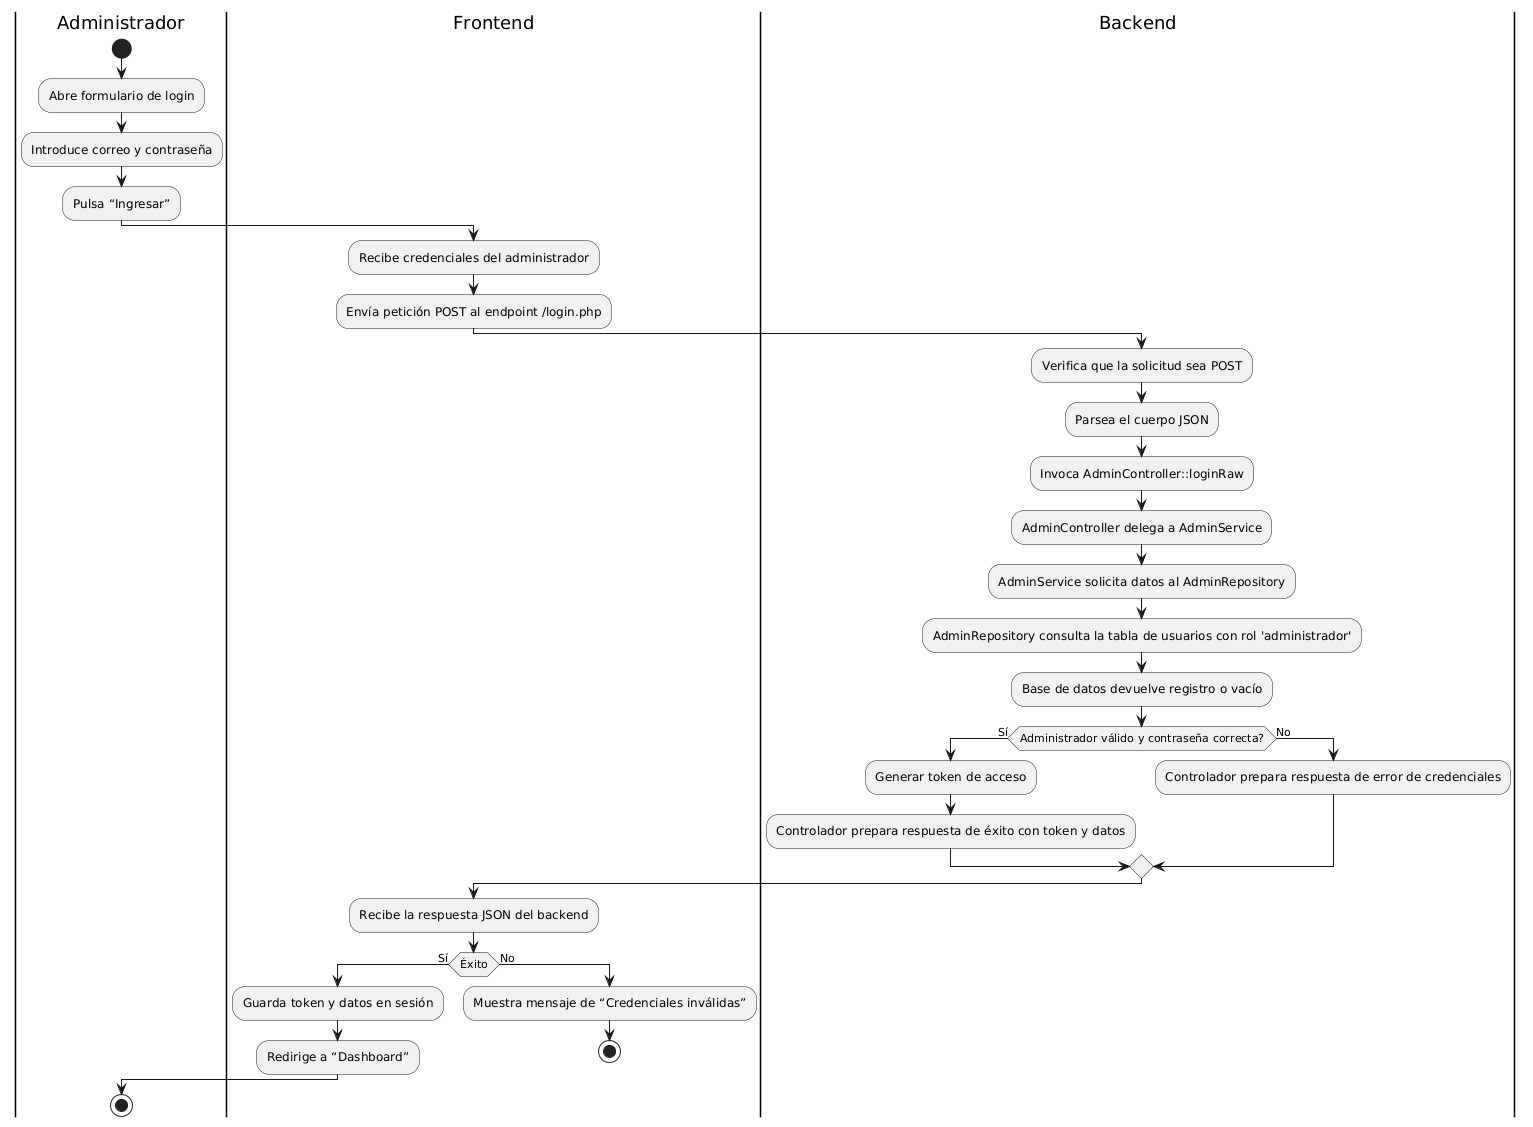 Administrador
Frontend
Backend
Abre formulario de login
Introduce correo y contraseña
Pulsa “Ingresar”
Recibe credenciales del administrador
Envía petición POST al endpoint /login.php
Verifica que la solicitud sea POST
Parsea el cuerpo JSON
Invoca AdminController::loginRaw
AdminController delega a AdminService
AdminService solicita datos al AdminRepository
AdminRepository consulta la tabla de usuarios con rol 'administrador'
Base de datos devuelve registro o vacío
Sí
Administrador válido y contraseña correcta?
No
Generar token de acceso
Controlador prepara respuesta de error de credenciales
Controlador prepara respuesta de éxito con token y datos
Recibe la respuesta JSON del backend
Sí
Éxito
No
Guarda token y datos en sesión
Muestra mensaje de “Credenciales inválidas”
Redirige a “Dashboard”